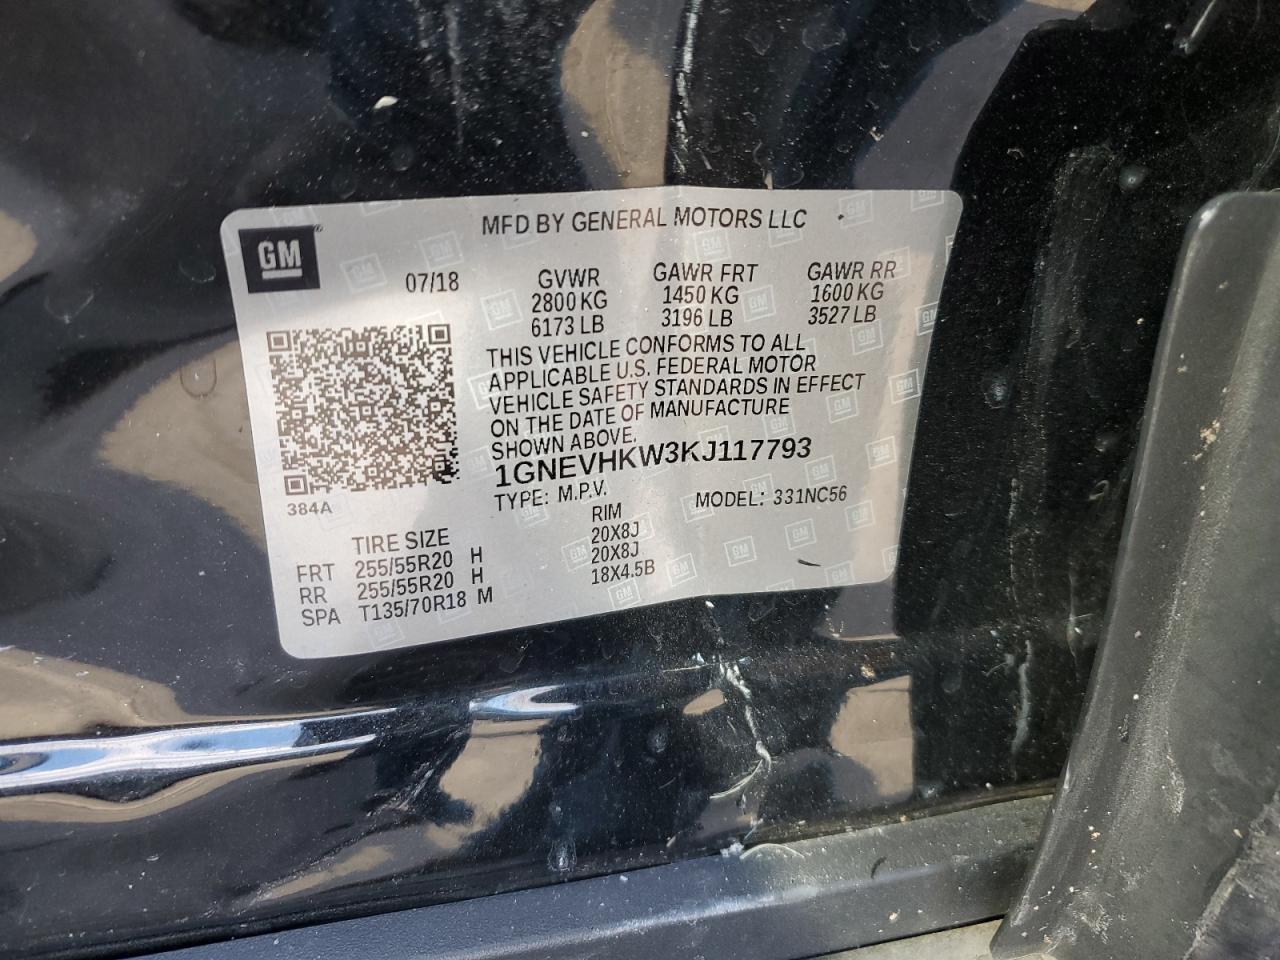 MFD BY GENERAL MOTORS LLC
GM
07/18
GVWR GAWR FRT GAWR RR
2800 KG 1450 KG 1600 KG
6173 LB 3196 LB 3527 LB
THIS VEHICLE CONFORMS TO ALL
APPLICABLE U.S. FEDERAL MOTOR
VEHICLE SAFETY STANDARDS IN EFFECT
ON THE DATE OF MANUFACTURE
SHOWN ABOVE.
1GNEVHKW3KJ117793
TYPE: M.P.V. MODEL: 331NC56
384A
TIRE SIZE RIM
FRT 255/55R20 H 20X8J
RR 255/55R20 H 20X8J
SPA T135/70R18 M 18X4.5B